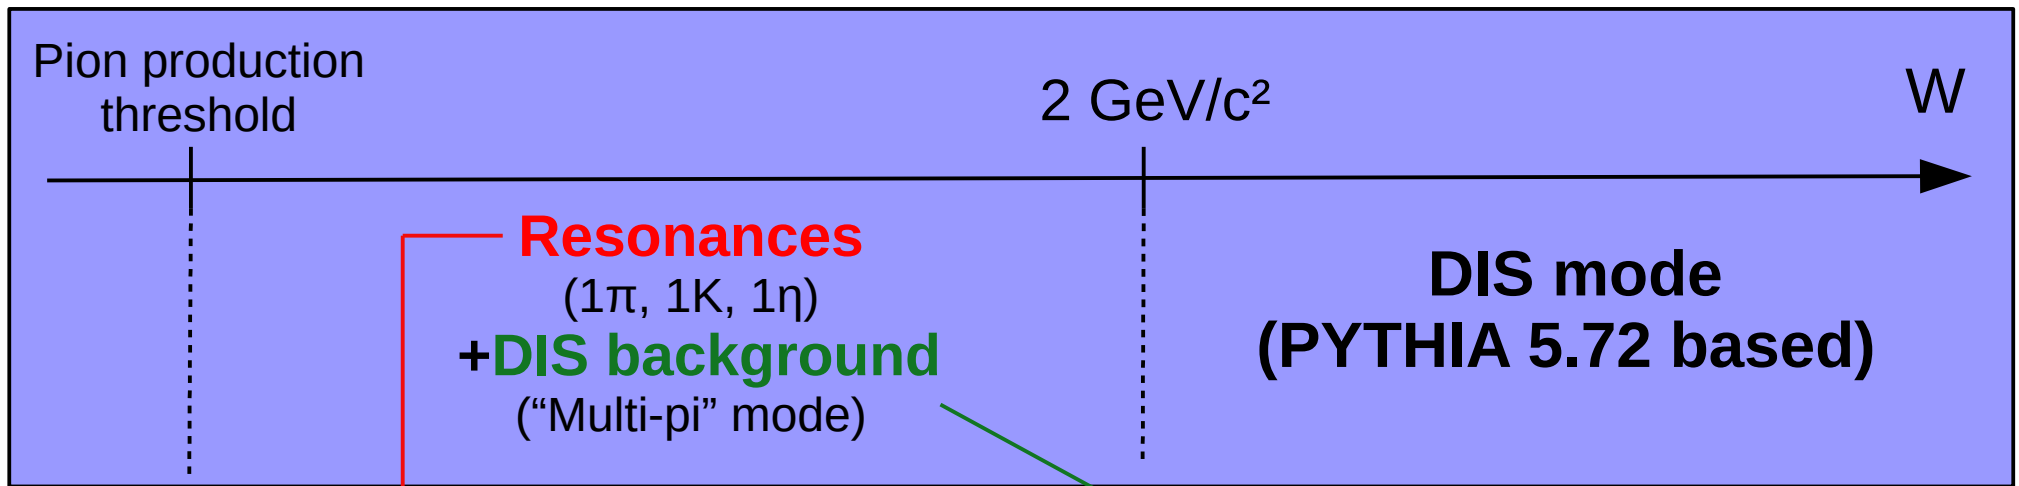 Pion production
threshold
2 GeV/c²
W
Resonances
(1π, 1K, 1η)
+DIS background
(“Multi-pi” mode)
DIS mode
(PYTHIA 5.72 based)